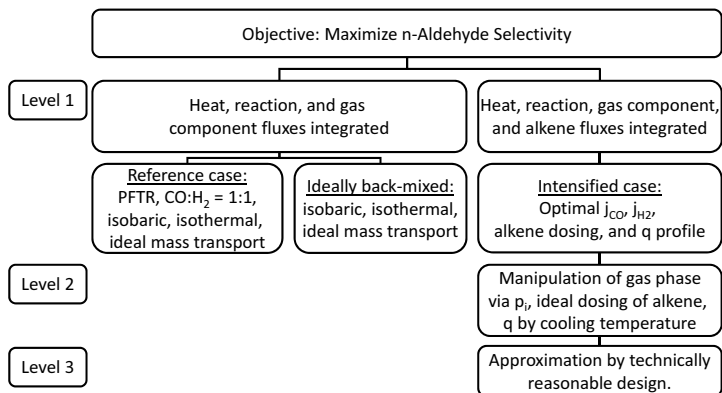 Objective: Maximize n-Aldehyde Selectivity
Level 1
Heat, reaction, and gas
component fluxes integrated
Heat, reaction, gas component,
and alkene fluxes integrated
Reference case:
PFTR, CO:H₂ = 1:1,
isobaric, isothermal,
ideal mass transport
Ideally back-mixed:
isobaric, isothermal,
ideal mass transport
Intensified case:
Optimal j_CO, j_H2,
alkene dosing, and q profile
Level 2
Manipulation of gas phase
via pᵢ, ideal dosing of alkene,
q by cooling temperature
Level 3
Approximation by technically
reasonable design.